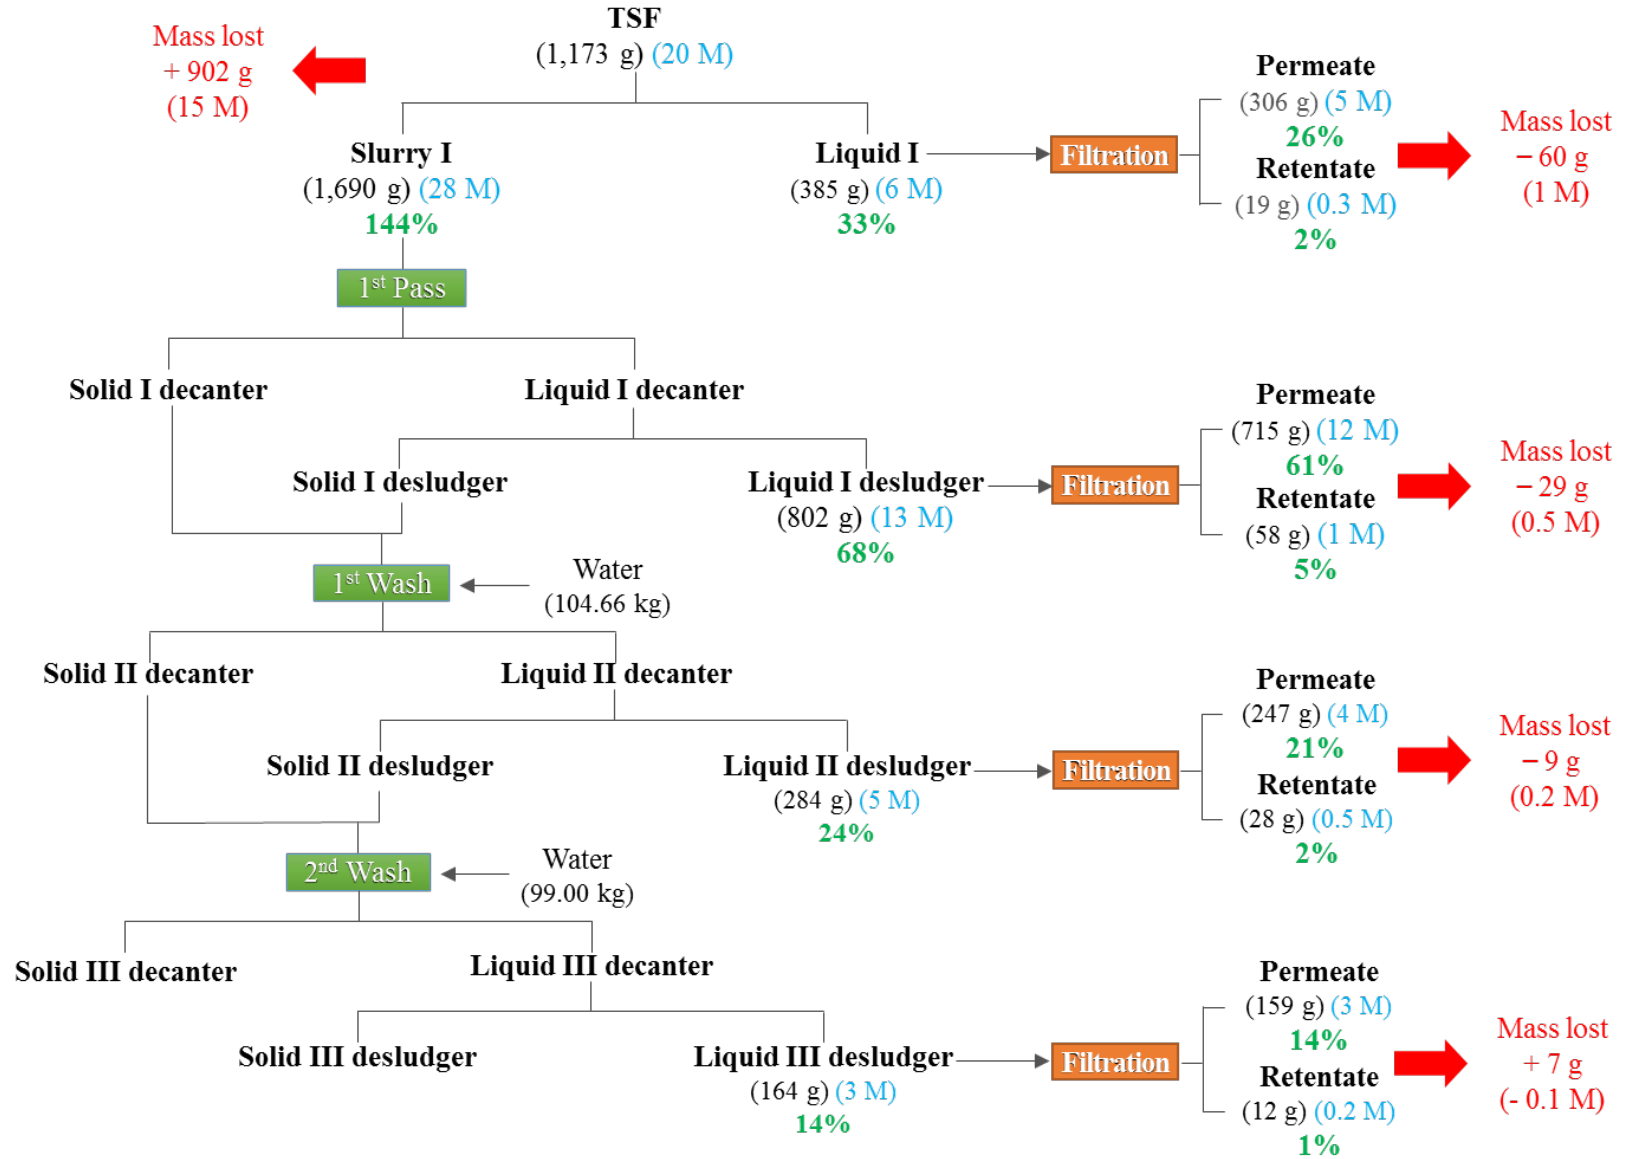 TSF
(1,173 g) (20 M)
Mass lost
+ 902 g
(15 M)
Slurry I
(1,690 g) (28 M)
144%
Liquid I
(385 g) (6 M)
33%
Filtration
Permeate
(306 g) (5 M)
26%
Retentate
(19 g) (0.3 M)
2%
Mass lost
– 60 g
(1 M)
1st Pass
Solid I decanter
Liquid I decanter
Solid I desludger
Liquid I desludger
(802 g) (13 M)
68%
Filtration
Permeate
(715 g) (12 M)
61%
Retentate
(58 g) (1 M)
5%
Mass lost
– 29 g
(0.5 M)
1st Wash
Water
(104.66 kg)
Solid II decanter
Liquid II decanter
Solid II desludger
Liquid II desludger
(284 g) (5 M)
24%
Filtration
Permeate
(247 g) (4 M)
21%
Retentate
(28 g) (0.5 M)
2%
Mass lost
– 9 g
(0.2 M)
2nd Wash
Water
(99.00 kg)
Solid III decanter
Liquid III decanter
Solid III desludger
Liquid III desludger
(164 g) (3 M)
14%
Filtration
Permeate
(159 g) (3 M)
14%
Retentate
(12 g) (0.2 M)
1%
Mass lost
+ 7 g
(- 0.1 M)